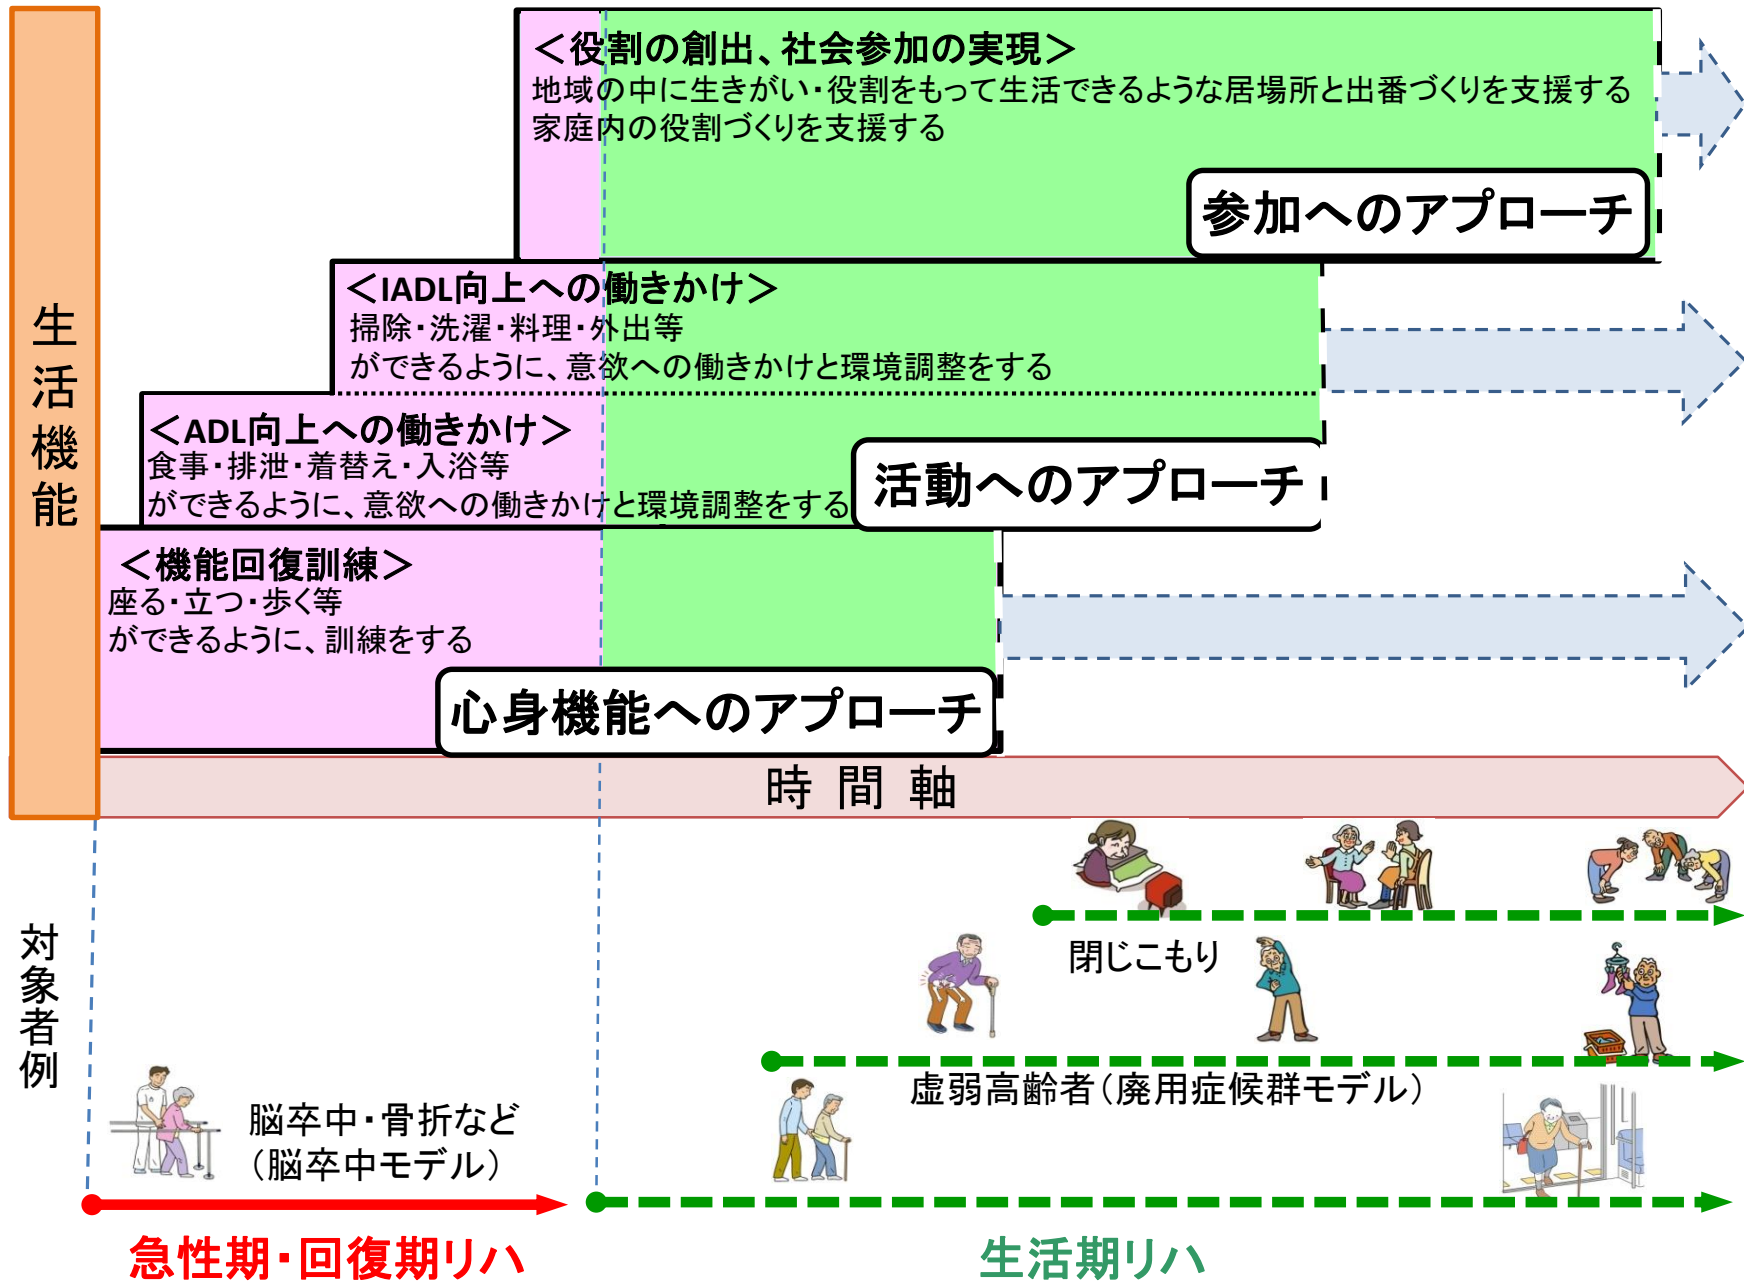 生活機能
＜役割の創出、社会参加の実現＞
地域の中に生きがい・役割をもって生活できるような居場所と出番づくりを支援する
家庭内の役割づくりを支援する
参加へのアプローチ
＜IADL向上への働きかけ＞
掃除・洗濯・料理・外出等
ができるように、意欲への働きかけと環境調整をする
＜ADL向上への働きかけ＞
食事・排泄・着替え・入浴等
ができるように、意欲への働きかけと環境調整をする
活動へのアプローチ
＜機能回復訓練＞
座る・立つ・歩く等
ができるように、訓練をする
心身機能へのアプローチ
時間軸
対象者例
閉じこもり
虚弱高齢者（廃用症候群モデル）
脳卒中・骨折など
（脳卒中モデル）
急性期・回復期リハ
生活期リハ